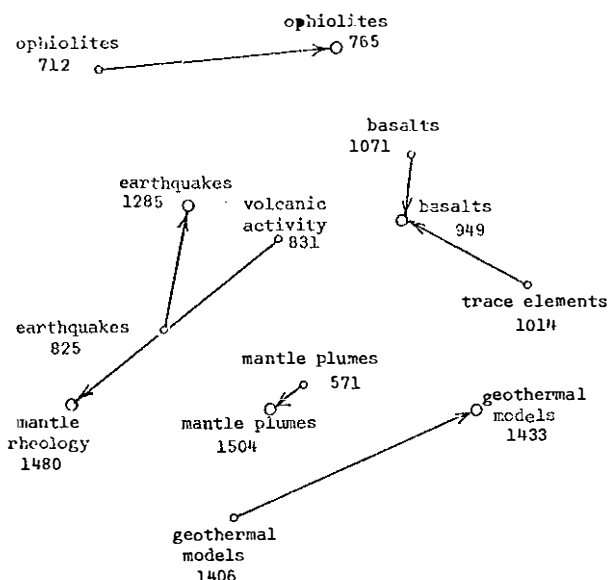 ophiolites
765
ophiolites
712
basalts
1071
earthquakes
1285
volcanic
activity
831
basalts
949
earthquakes
825
trace elements
1014
mantle plumes
571
mantle
rheology
1480
mantle plumes
1504
geothermal
models
1433
geothermal
models
1406